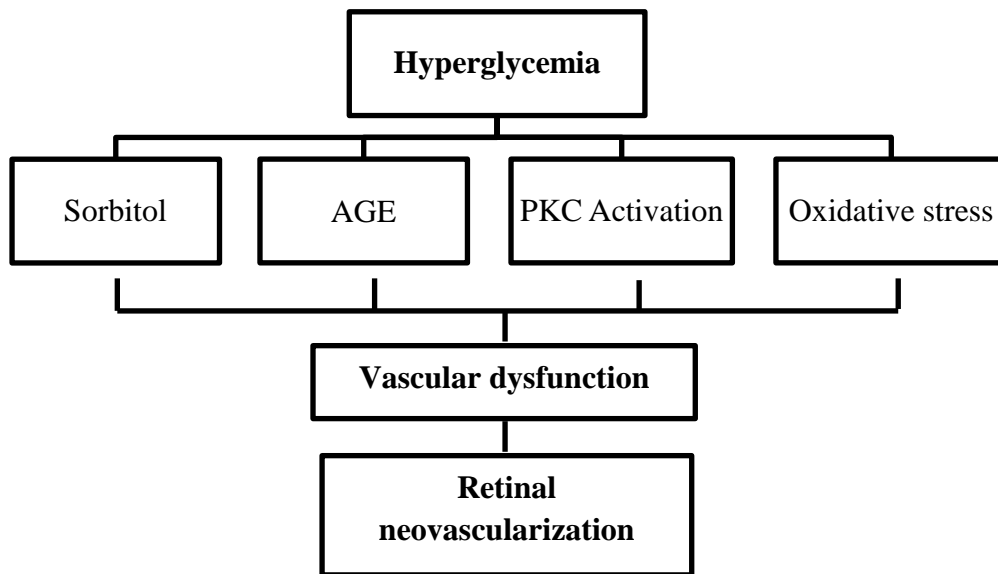 Hyperglycemia
Sorbitol
AGE
PKC Activation
Oxidative stress
Vascular dysfunction
Retinal
neovascularization